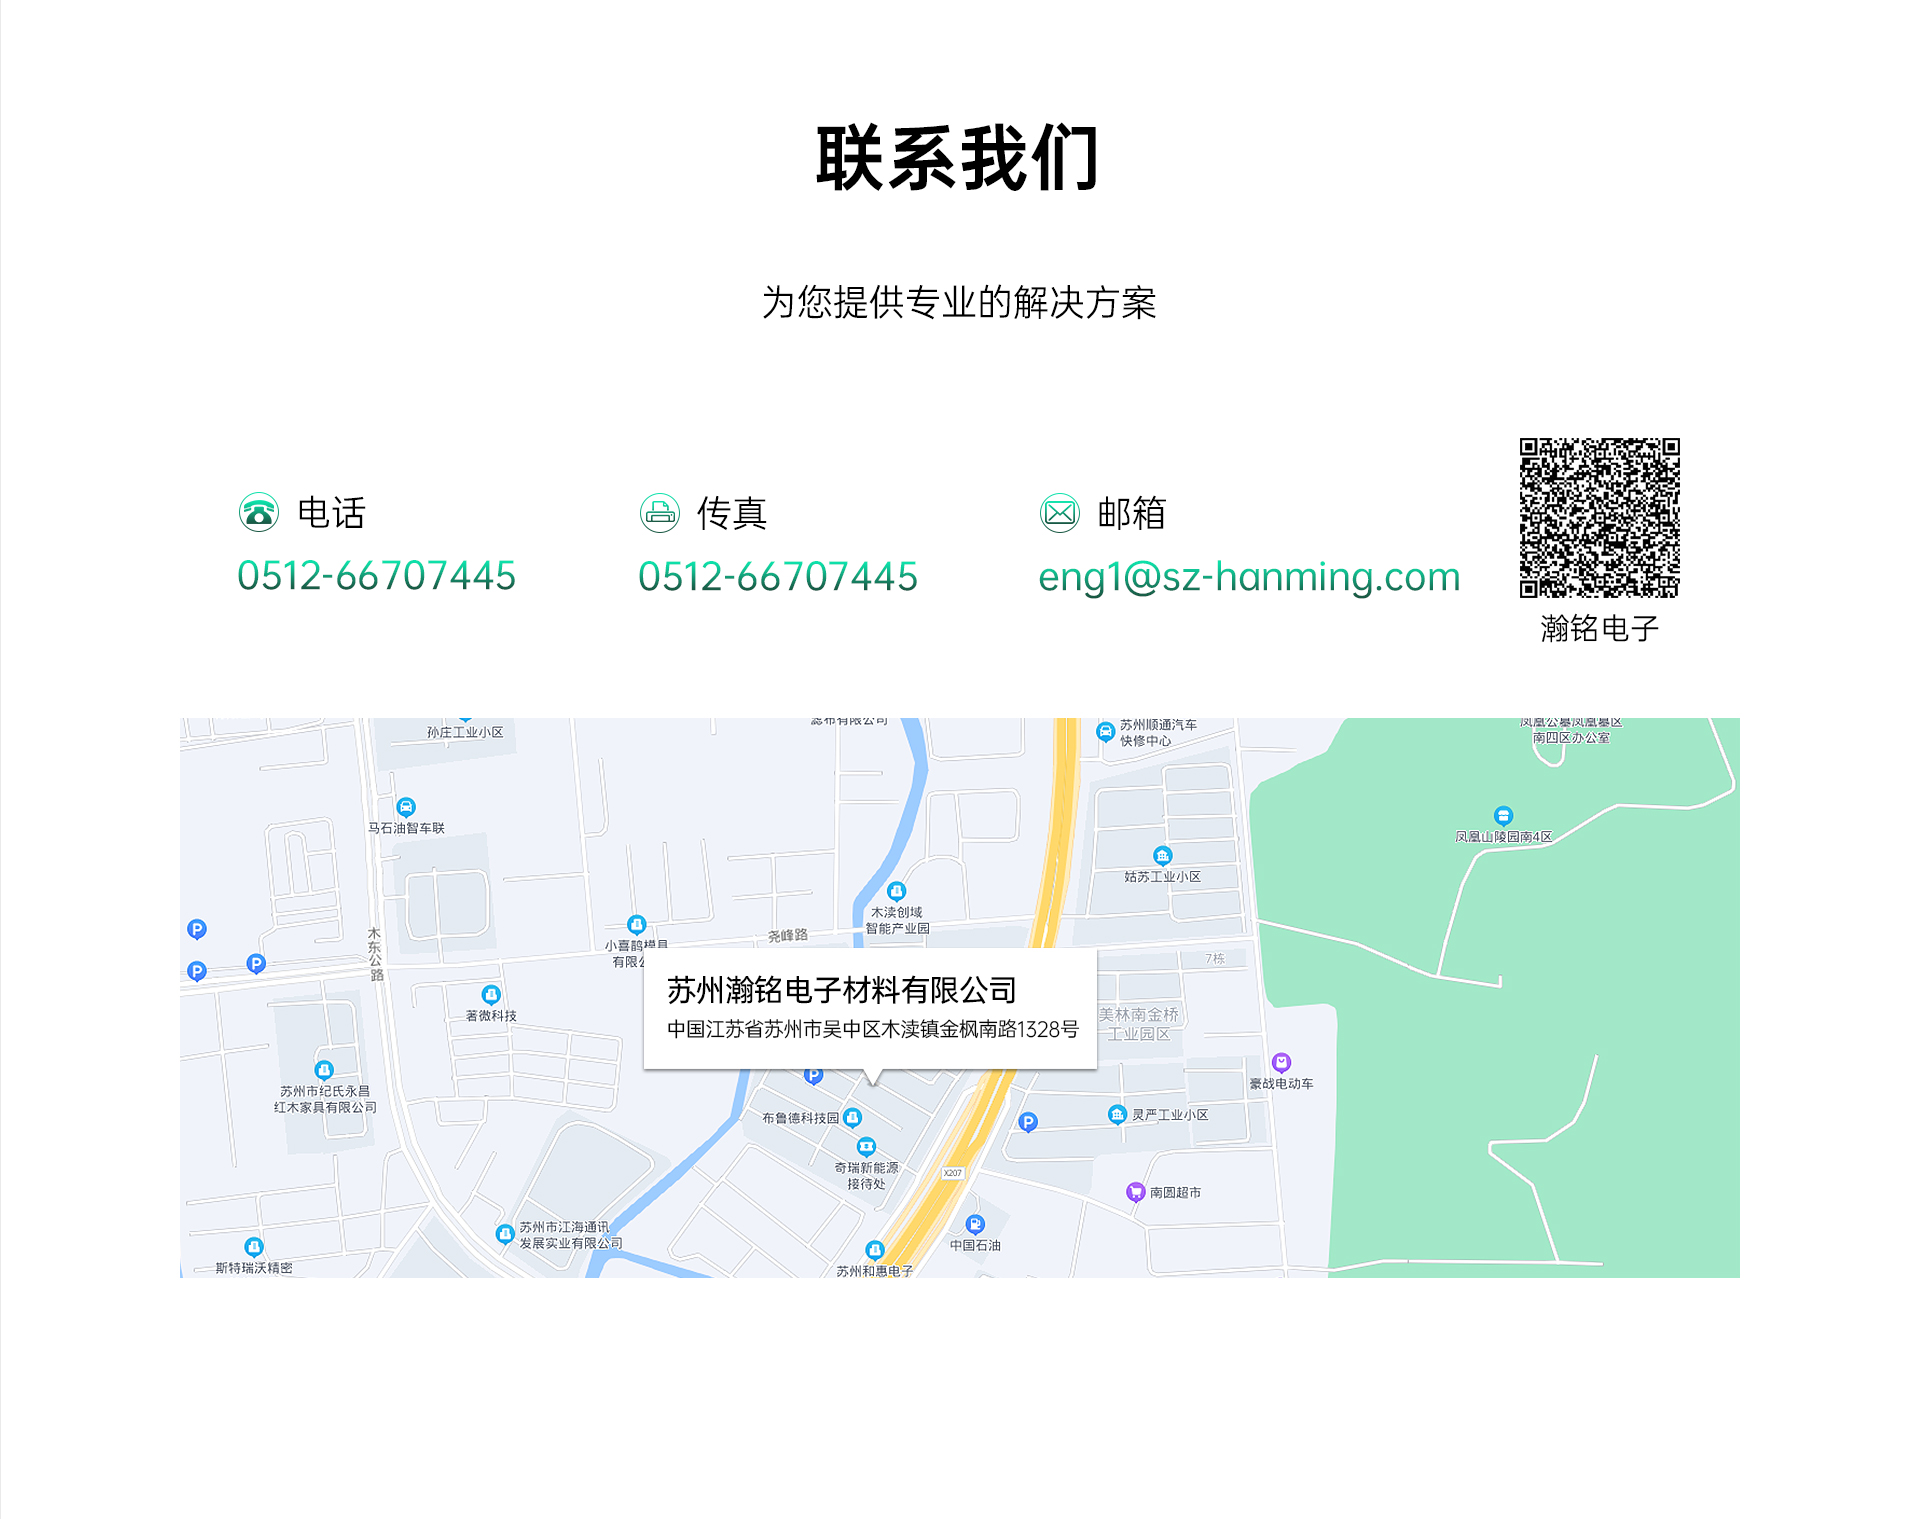 联系我们
为您提供专业的解决方案
电话
0512-66707445
传真
0512-66707445
邮箱
eng1@sz-hanming.com
瀚铭电子
孙庄工业小区
滤布有限公司
苏州顺通汽车
快修中心
凤凰公墓凤凰墓区
南四区办公室
马石油智车联
凤凰山陵园南4区
姑苏工业小区
木渎创域
智能产业园
木东公路
尧峰路
小喜鹊模具
有限公
7栋
苏州瀚铭电子材料有限公司
中国江苏省苏州市吴中区木渎镇金枫南路1328号
著微科技
美林南金桥
工业园区
苏州市纪氏永昌
红木家具有限公司
豪战电动车
布鲁德科技园
灵严工业小区
奇瑞新能源
接待处
X207
南圆超市
苏州市江海通讯
发展实业有限公司
中国石油
斯特瑞沃精密
苏州和惠电子
P
P
P
P
P